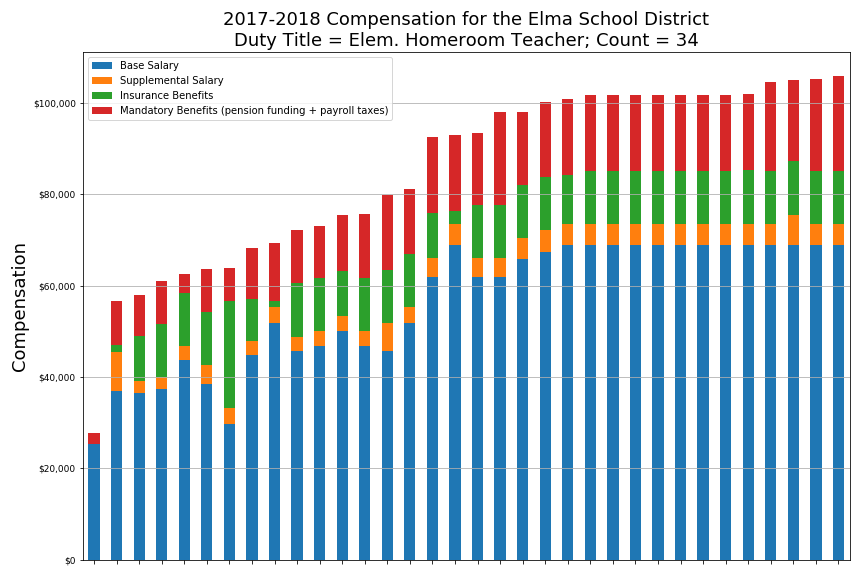 2017-2018 Compensation for the Elma School District
Duty Title = Elem. Homeroom Teacher; Count = 34
Base Salary
Supplemental Salary
Insurance Benefits
Mandatory Benefits (pension funding + payroll taxes)
$100,000
$80,000
$60,000
$40,000
$20,000
$0
Compensation